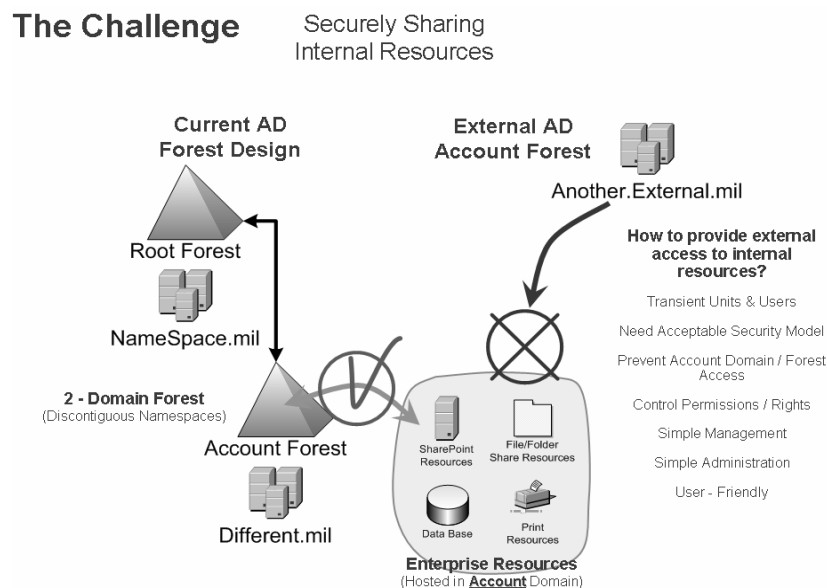 The Challenge
Securely Sharing
Internal Resources
Current AD
Forest Design
External AD
Account Forest
Another.External.mil
Root Forest
NameSpace.mil
2 - Domain Forest
(Discontiguous Namespaces)
Account Forest
Different.mil
SharePoint
Resources
File/Folder
Share Resources
Data Base
Print
Resources
Enterprise Resources
(Hosted in Account Domain)
How to provide external
access to internal
resources?
Transient Units & Users
Need Acceptable Security Model
Prevent Account Domain / Forest
Access
Control Permissions / Rights
Simple Management
Simple Administration
User - Friendly